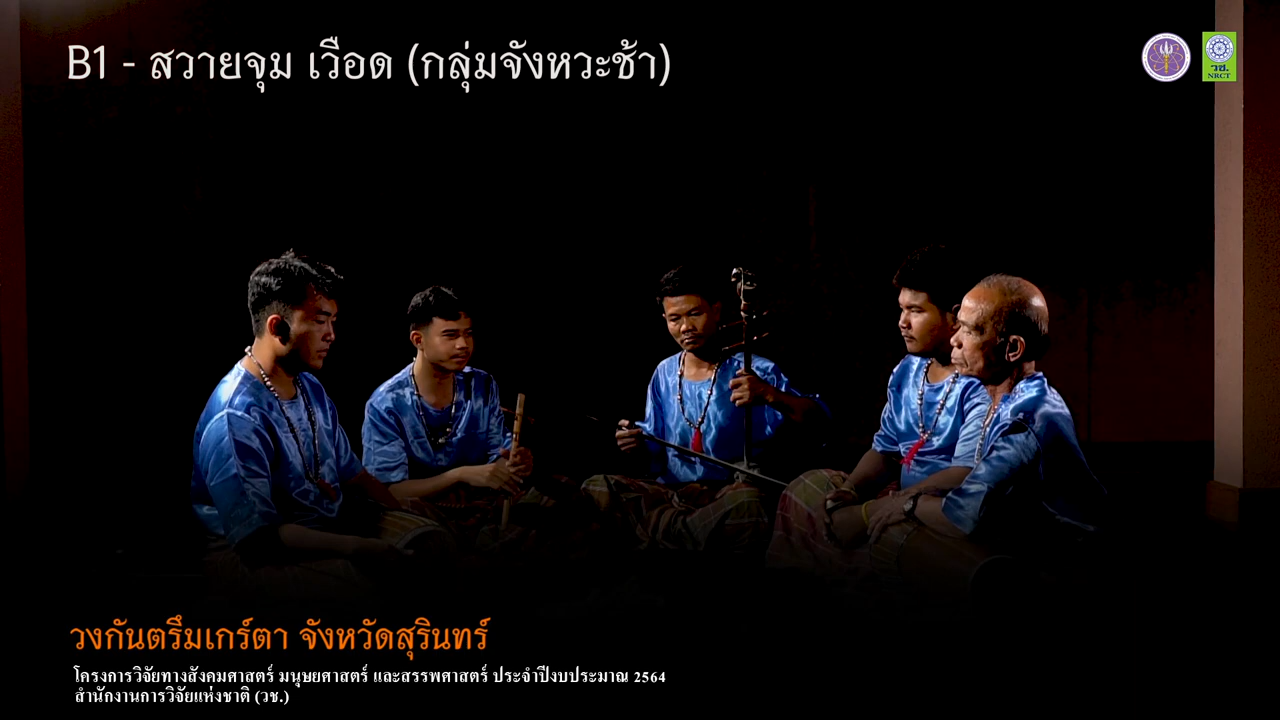 B1 - สวายจุม เวือด (กลุ่มจังหวะช้า)
วช.
NRCT
วงกันตรึมเกร์ตา จังหวัดสุรินทร์
โครงการวิจัยทางสังคมศาสตร์ มนุษยศาสตร์ และสรรพศาสตร์ ประจำปีงบประมาณ 2564
สำนักงานการวิจัยแห่งชาติ (วช.)